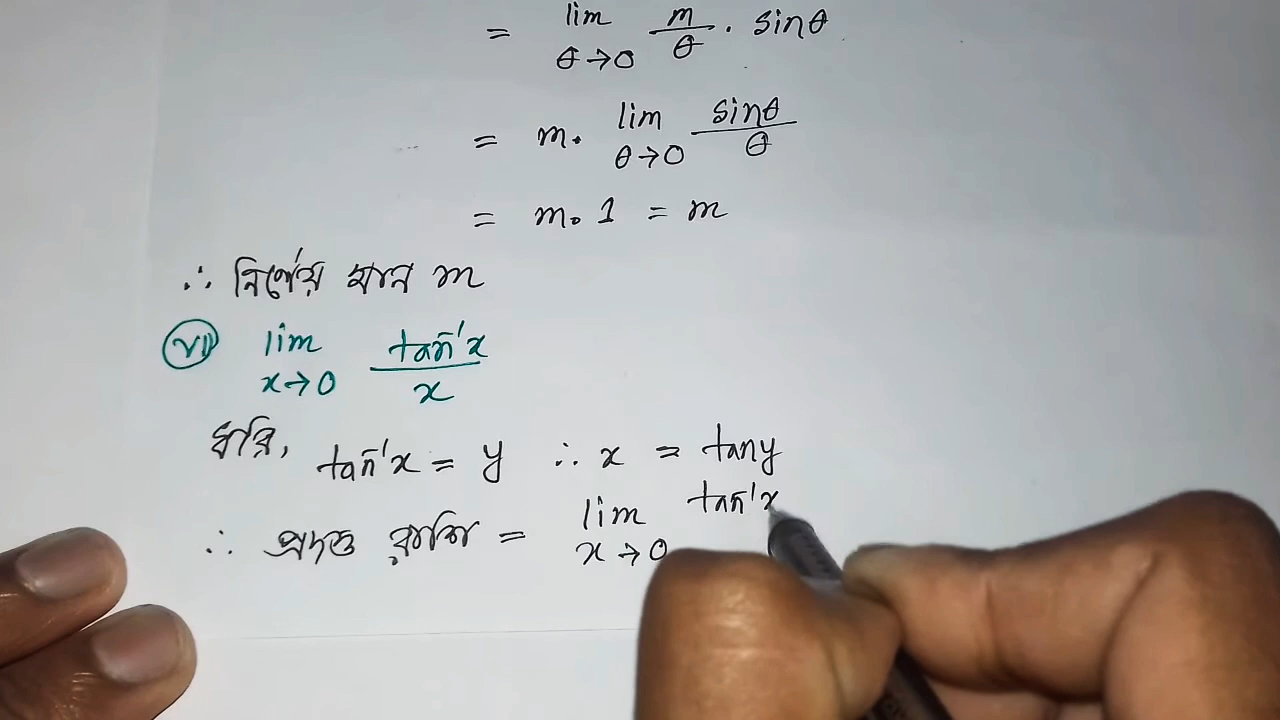 = lim θ→0 m/θ . sinθ
= m. lim θ→0 sinθ/θ
= m. 1 = m
∴ নির্ণেয় মান m
(vi) lim x→0 tan⁻¹x/x
ধরি, tan⁻¹x = y ∴ x = tany
∴ প্রদত্ত রাশি = lim x→0 tan⁻¹x